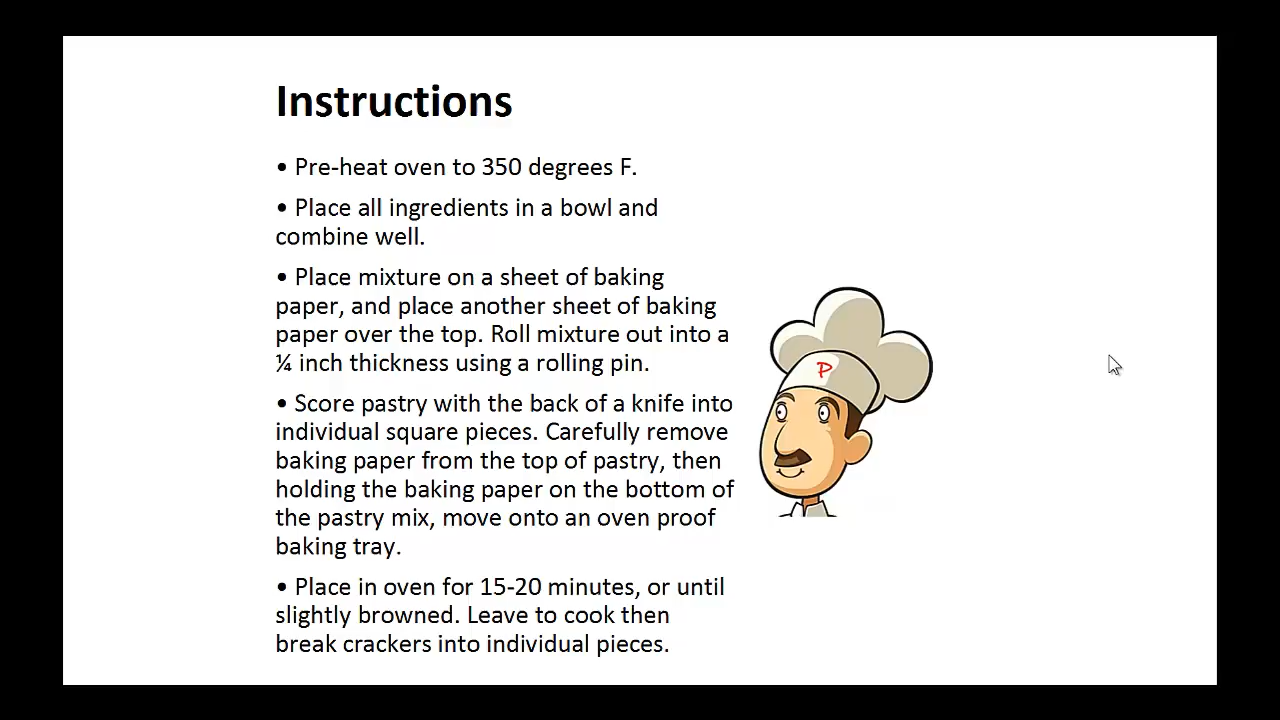 Instructions
• Pre-heat oven to 350 degrees F.
• Place all ingredients in a bowl and
combine well.
• Place mixture on a sheet of baking
paper, and place another sheet of baking
paper over the top. Roll mixture out into a
¼ inch thickness using a rolling pin.
P
• Score pastry with the back of a knife into
individual square pieces. Carefully remove
baking paper from the top of pastry, then
holding the baking paper on the bottom of
the pastry mix, move onto an oven proof
baking tray.
• Place in oven for 15-20 minutes, or until
slightly browned. Leave to cook then
break crackers into individual pieces.